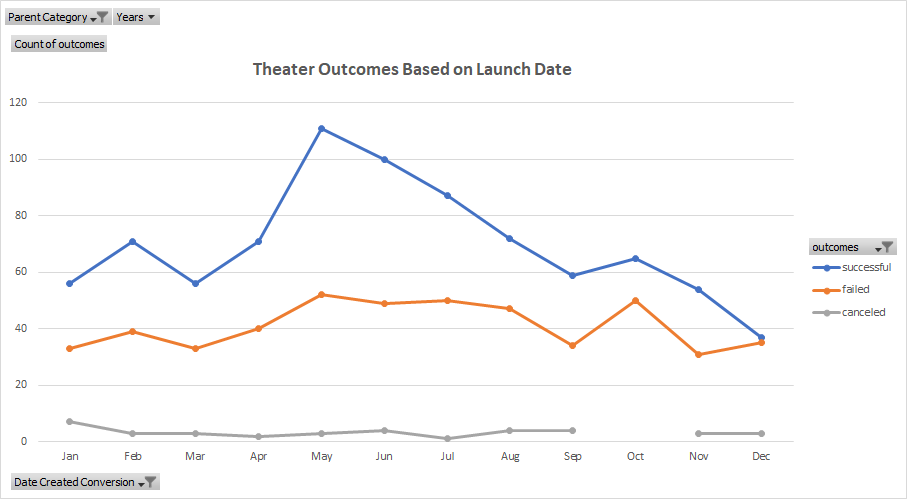 Parent Category Years
Count of outcomes
Theater Outcomes Based on Launch Date
120
100
80
60
40
20
0
Jan Feb Mar Apr May Jun Jul Aug Sep Oct Nov Dec
outcomes
successful
failed
canceled
Date Created Conversion